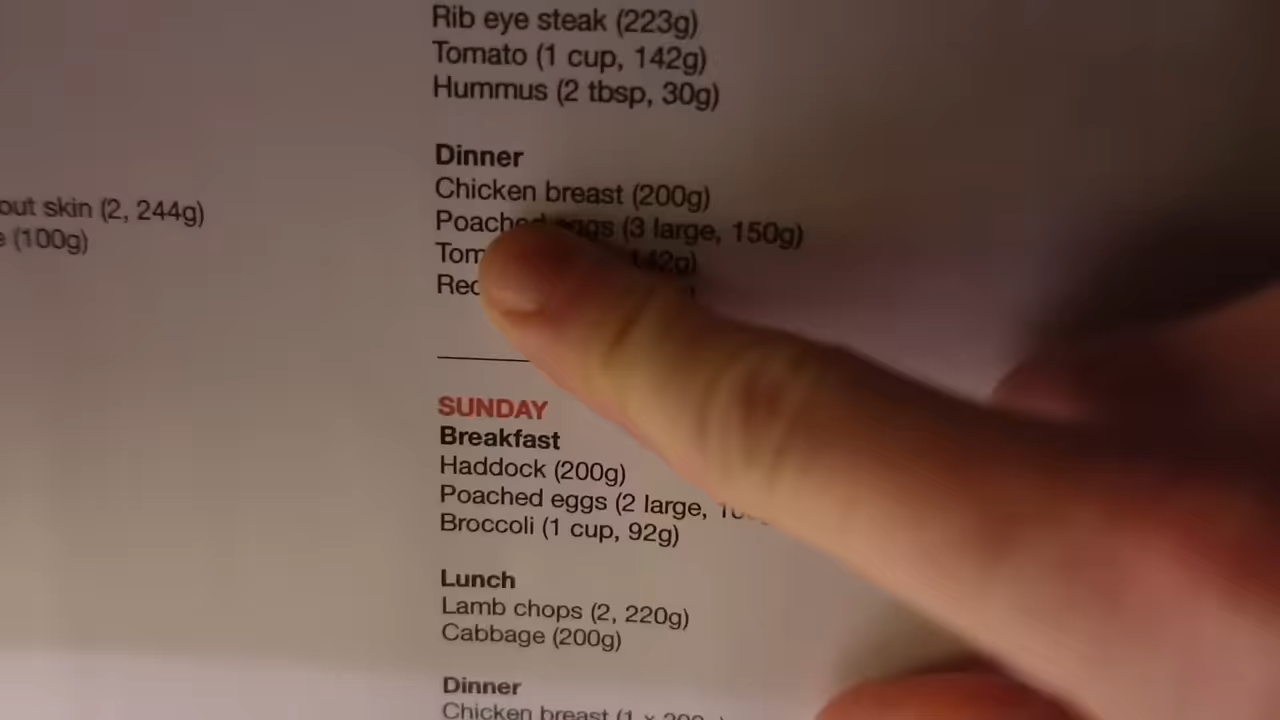 out skin (2, 244g)
(100g)
Rib eye steak (223g)
Tomato (1 cup, 142g)
Hummus (2 tbsp, 30g)
Dinner
Chicken breast (200g)
Poached eggs (3 large, 150g)
142g)
SUNDAY
Breakfast
Haddock (200g)
Poached eggs (2 large,
Broccoli (1 cup, 92g)
Lunch
Lamb chops (2, 220g)
Cabbage (200g)
Dinner
Chicken breast (1 x